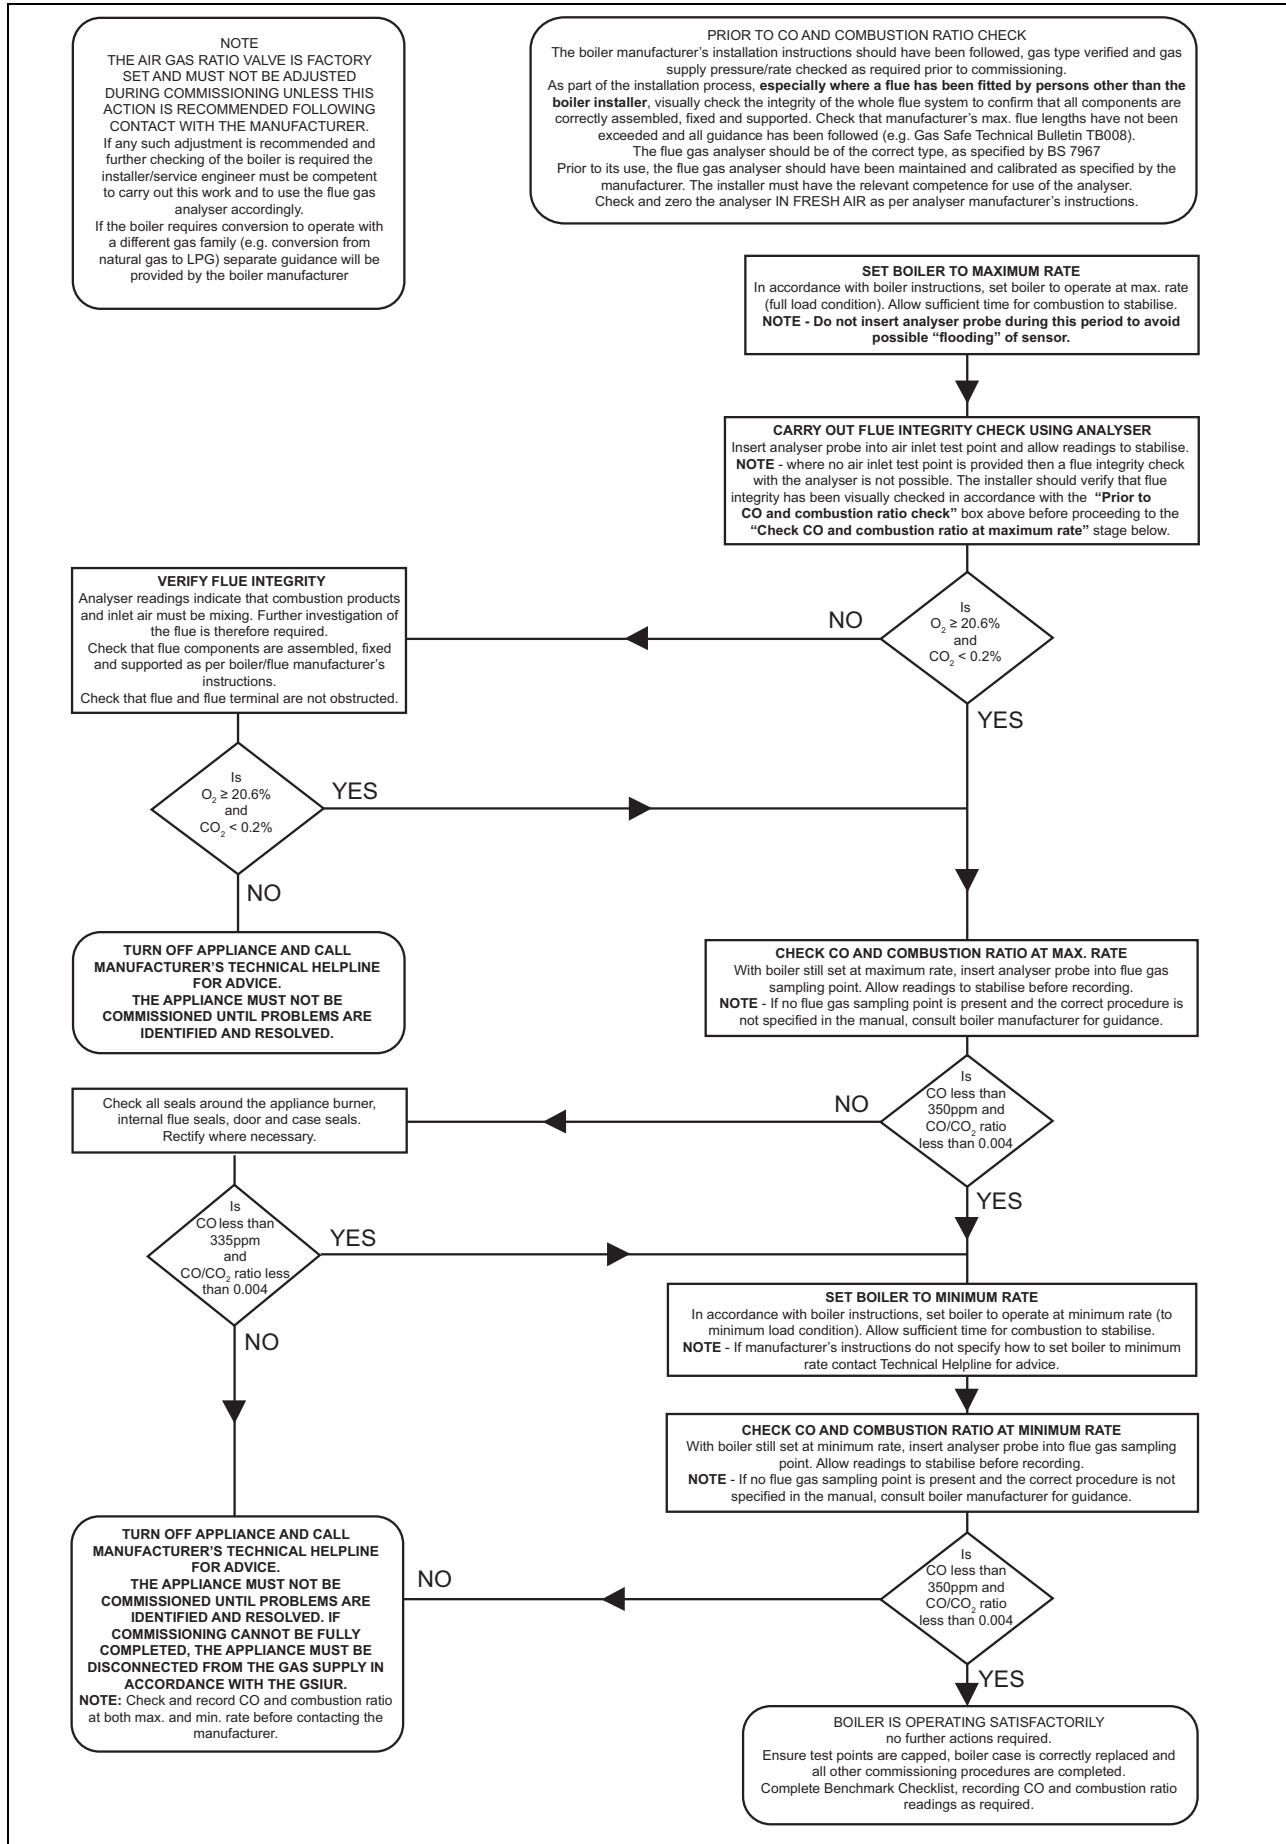 NOTE
THE AIR GAS RATIO VALVE IS FACTORY
SET AND MUST NOT BE ADJUSTED
DURING COMMISSIONING UNLESS THIS
ACTION IS RECOMMENDED FOLLOWING
CONTACT WITH THE MANUFACTURER.
If any such adjustment is recommended and
further checking of the boiler is required the
installer/service engineer must be competent
to carry out this work and to use the flue gas
analyser accordingly.
If the boiler requires conversion to operate with
a different gas family (e.g. conversion from
natural gas to LPG) separate guidance will be
provided by the boiler manufacturer
PRIOR TO CO AND COMBUSTION RATIO CHECK
The boiler manufacturer’s installation instructions should have been followed, gas type verified and gas
supply pressure/rate checked as required prior to commissioning.
As part of the installation process, especially where a flue has been fitted by persons other than the
boiler installer, visually check the integrity of the whole flue system to confirm that all components are
correctly assembled, fixed and supported. Check that manufacturer’s max. flue lengths have not been
exceeded and all guidance has been followed (e.g. Gas Safe Technical Bulletin TB008).
The flue gas analyser should be of the correct type, as specified by BS 7967
Prior to its use, the flue gas analyser should have been maintained and calibrated as specified by the
manufacturer. The installer must have the relevant competence for use of the analyser.
Check and zero the analyser IN FRESH AIR as per analyser manufacturer’s instructions.
SET BOILER TO MAXIMUM RATE
In accordance with boiler instructions, set boiler to operate at max. rate
(full load condition). Allow sufficient time for combustion to stabilise.
NOTE - Do not insert analyser probe during this period to avoid
possible “flooding” of sensor.
CARRY OUT FLUE INTEGRITY CHECK USING ANALYSER
Insert analyser probe into air inlet test point and allow readings to stabilise.
NOTE - where no air inlet test point is provided then a flue integrity check
with the analyser is not possible. The installer should verify that flue
integrity has been visually checked in accordance with the “Prior to
CO and combustion ratio check” box above before proceeding to the
“Check CO and combustion ratio at maximum rate” stage below.
Is
O₂ ≥ 20.6%
and
CO₂ < 0.2%
NO
YES
VERIFY FLUE INTEGRITY
Analyser readings indicate that combustion products
and inlet air must be mixing. Further investigation of
the flue is therefore required.
Check that flue components are assembled, fixed
and supported as per boiler/flue manufacturer’s
instructions.
Check that flue and flue terminal are not obstructed.
Is
O₂ ≥ 20.6%
and
CO₂ < 0.2%
YES
NO
TURN OFF APPLIANCE AND CALL
MANUFACTURER’S TECHNICAL HELPLINE
FOR ADVICE.
THE APPLIANCE MUST NOT BE
COMMISSIONED UNTIL PROBLEMS ARE
IDENTIFIED AND RESOLVED.
CHECK CO AND COMBUSTION RATIO AT MAX. RATE
With boiler still set at maximum rate, insert analyser probe into flue gas
sampling point. Allow readings to stabilise before recording.
NOTE - If no flue gas sampling point is present and the correct procedure is
not specified in the manual, consult boiler manufacturer for guidance.
Is
CO less than
350ppm and
CO/CO₂ ratio
less than 0.004
NO
YES
Check all seals around the appliance burner,
internal flue seals, door and case seals.
Rectify where necessary.
Is
CO less than
335ppm
and
CO/CO₂ ratio less
than 0.004
YES
NO
SET BOILER TO MINIMUM RATE
In accordance with boiler instructions, set boiler to operate at minimum rate (to
minimum load condition). Allow sufficient time for combustion to stabilise.
NOTE - If manufacturer’s instructions do not specify how to set boiler to minimum
rate contact Technical Helpline for advice.
CHECK CO AND COMBUSTION RATIO AT MINIMUM RATE
With boiler still set at minimum rate, insert analyser probe into flue gas sampling
point. Allow readings to stabilise before recording.
NOTE - If no flue gas sampling point is present and the correct procedure is not
specified in the manual, consult boiler manufacturer for guidance.
Is
CO less than
350ppm and
CO/CO₂ ratio
less than 0.004
NO
YES
TURN OFF APPLIANCE AND CALL
MANUFACTURER’S TECHNICAL HELPLINE
FOR ADVICE.
THE APPLIANCE MUST NOT BE
COMMISSIONED UNTIL PROBLEMS ARE
IDENTIFIED AND RESOLVED. IF
COMMISSIONING CANNOT BE FULLY
COMPLETED, THE APPLIANCE MUST BE
DISCONNECTED FROM THE GAS SUPPLY IN
ACCORDANCE WITH THE GSIUR.
NOTE: Check and record CO and combustion ratio
at both max. and min. rate before contacting the
manufacturer.
BOILER IS OPERATING SATISFACTORILY
no further actions required.
Ensure test points are capped, boiler case is correctly replaced and
all other commissioning procedures are completed.
Complete Benchmark Checklist, recording CO and combustion ratio
readings as required.